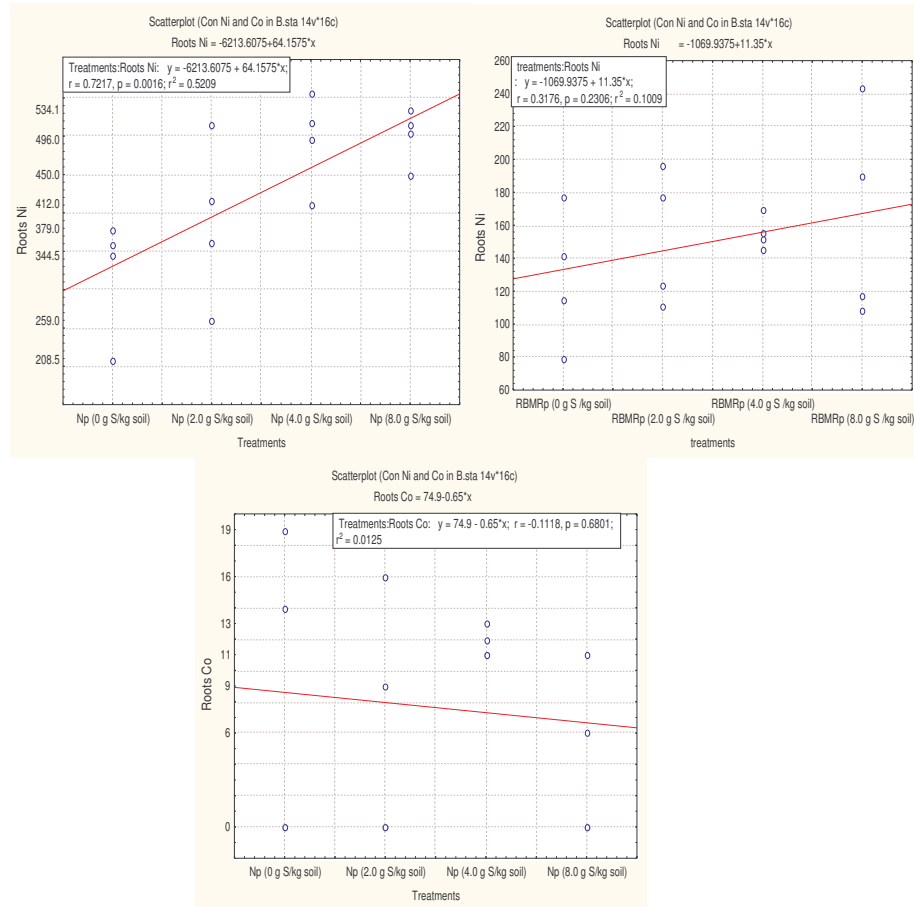 Scatterplot (Con Ni and Co in B.sta 14v*16c)
Roots Ni = -6213.6075+64.1575*x
Treatments:Roots Ni: y = -6213.6075 + 64.1575*x;
r = 0.7217, p = 0.0016; r² = 0.5209
534.1
496.0
450.0
412.0
379.0
344.5
259.0
208.5
Roots Ni
Np (0 g S/kg soil) Np (2.0 g S/kg soil) Np (4.0 g S/kg soil) Np (8.0 g S/kg soil)
Treatments
Scatterplot (Con Ni and Co in B.sta 14v*16c)
Roots Ni = -1069.9375+11.35*x
treatments:Roots Ni
: y = -1069.9375 + 11.35*x;
r = 0.3176, p = 0.2306; r² = 0.1009
260
240
220
200
180
160
140
120
100
80
60
Roots Ni
RBMRp (0 g S /kg soil) RBMRp (4.0 g S /kg soil)
RBMRp (2.0 g S /kg soil) RBMRp (8.0 g S /kg soil)
treatments
Scatterplot (Con Ni and Co in B.sta 14v*16c)
Roots Co = 74.9-0.65*x
Treatments:Roots Co: y = 74.9 - 0.65*x; r = -0.1118, p = 0.6801;
r² = 0.0125
19
16
13
11
9
6
0
Roots Co
Np (0 g S/kg soil) Np (2.0 g S/kg soil) Np (4.0 g S/kg soil) Np (8.0 g S/kg soil)
Treatments